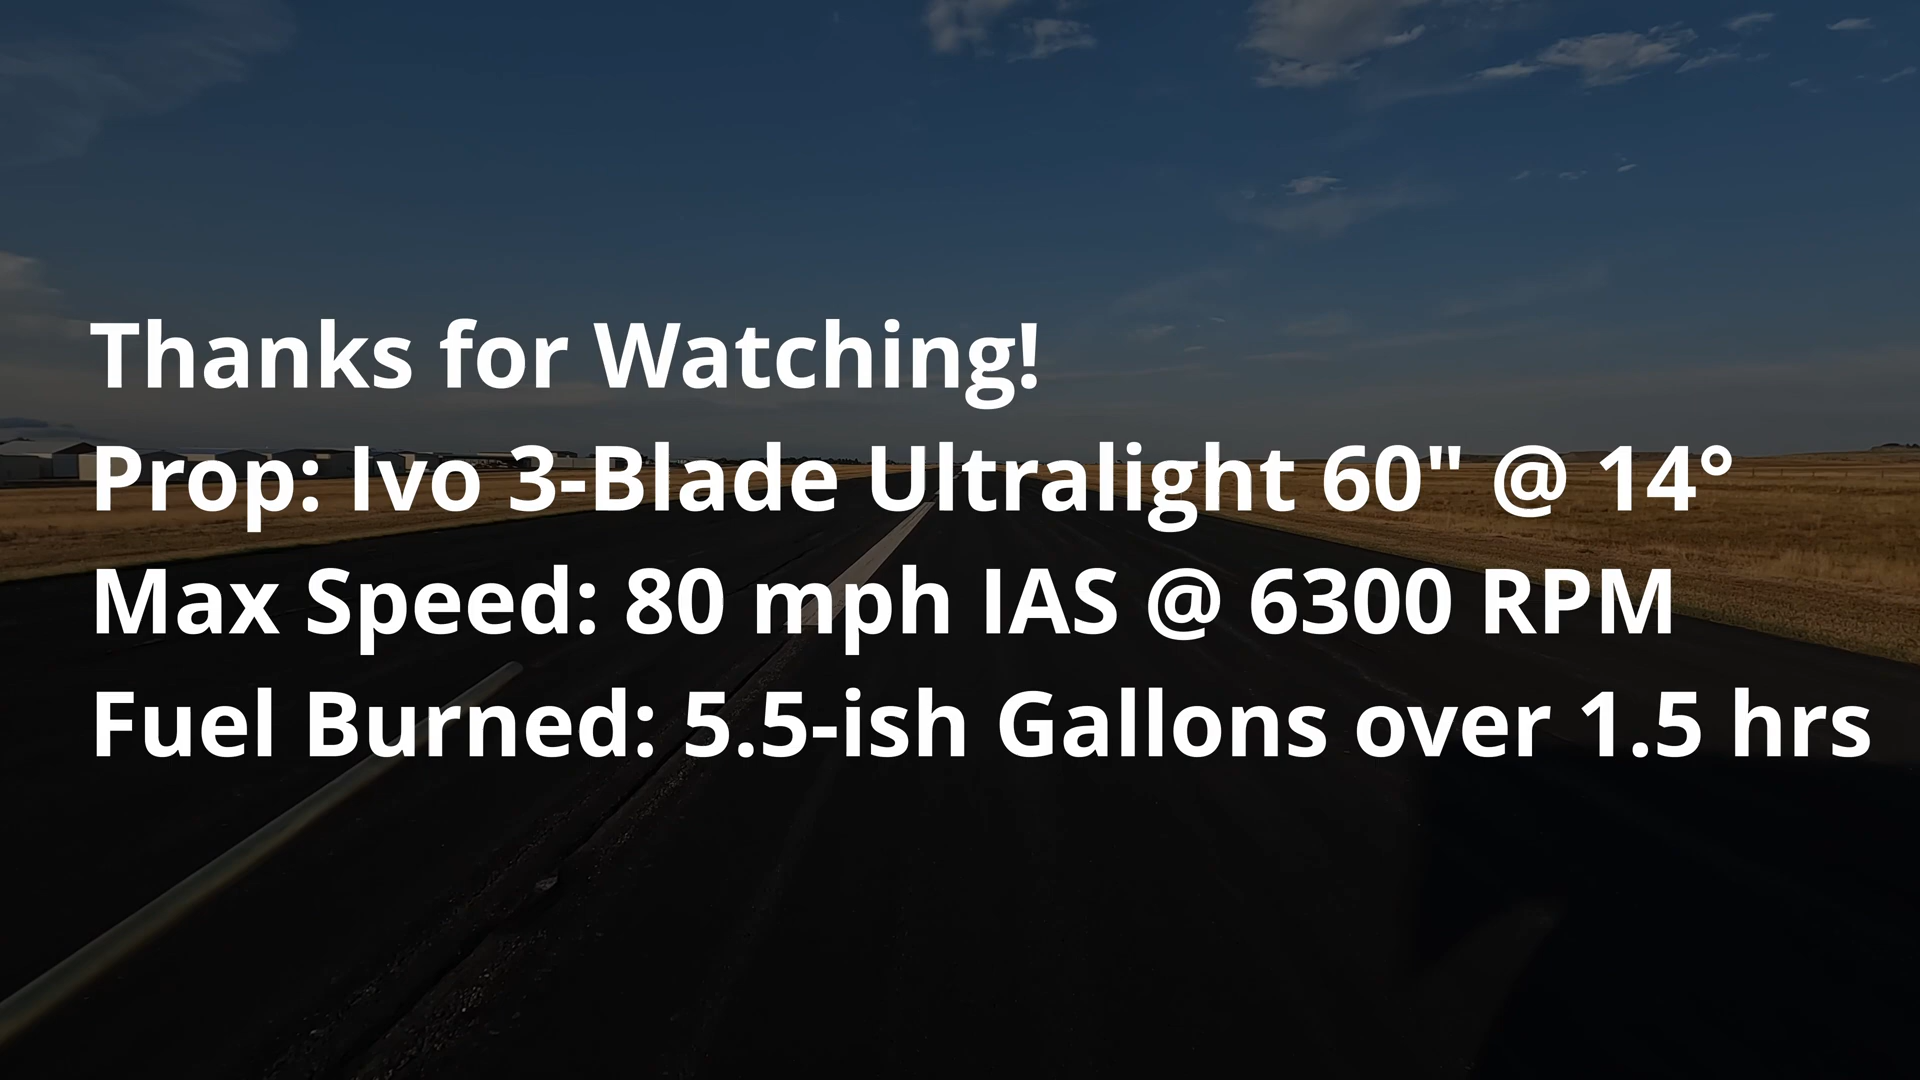 Thanks for Watching!
Prop: Ivo 3-Blade Ultralight 60" @ 14°
Max Speed: 80 mph IAS @ 6300 RPM
Fuel Burned: 5.5-ish Gallons over 1.5 hrs